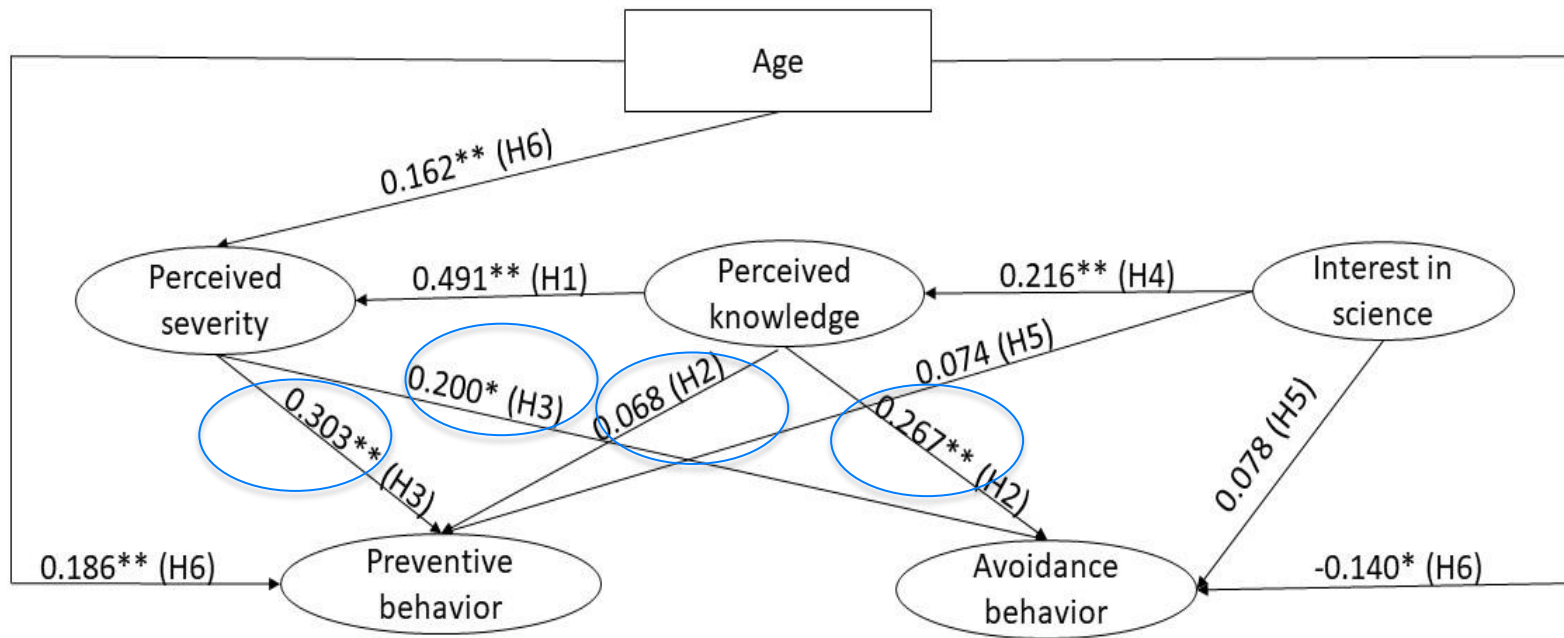 Age
0.162** (H6)
Perceived
severity
0.491** (H1)
Perceived
knowledge
0.216** (H4)
Interest in
science
0.200* (H3)
0.068 (H2)
0.074 (H5)
0.303** (H3)
0.267** (H2)
0.078 (H5)
0.186** (H6)
Preventive
behavior
Avoidance
behavior
-0.140* (H6)